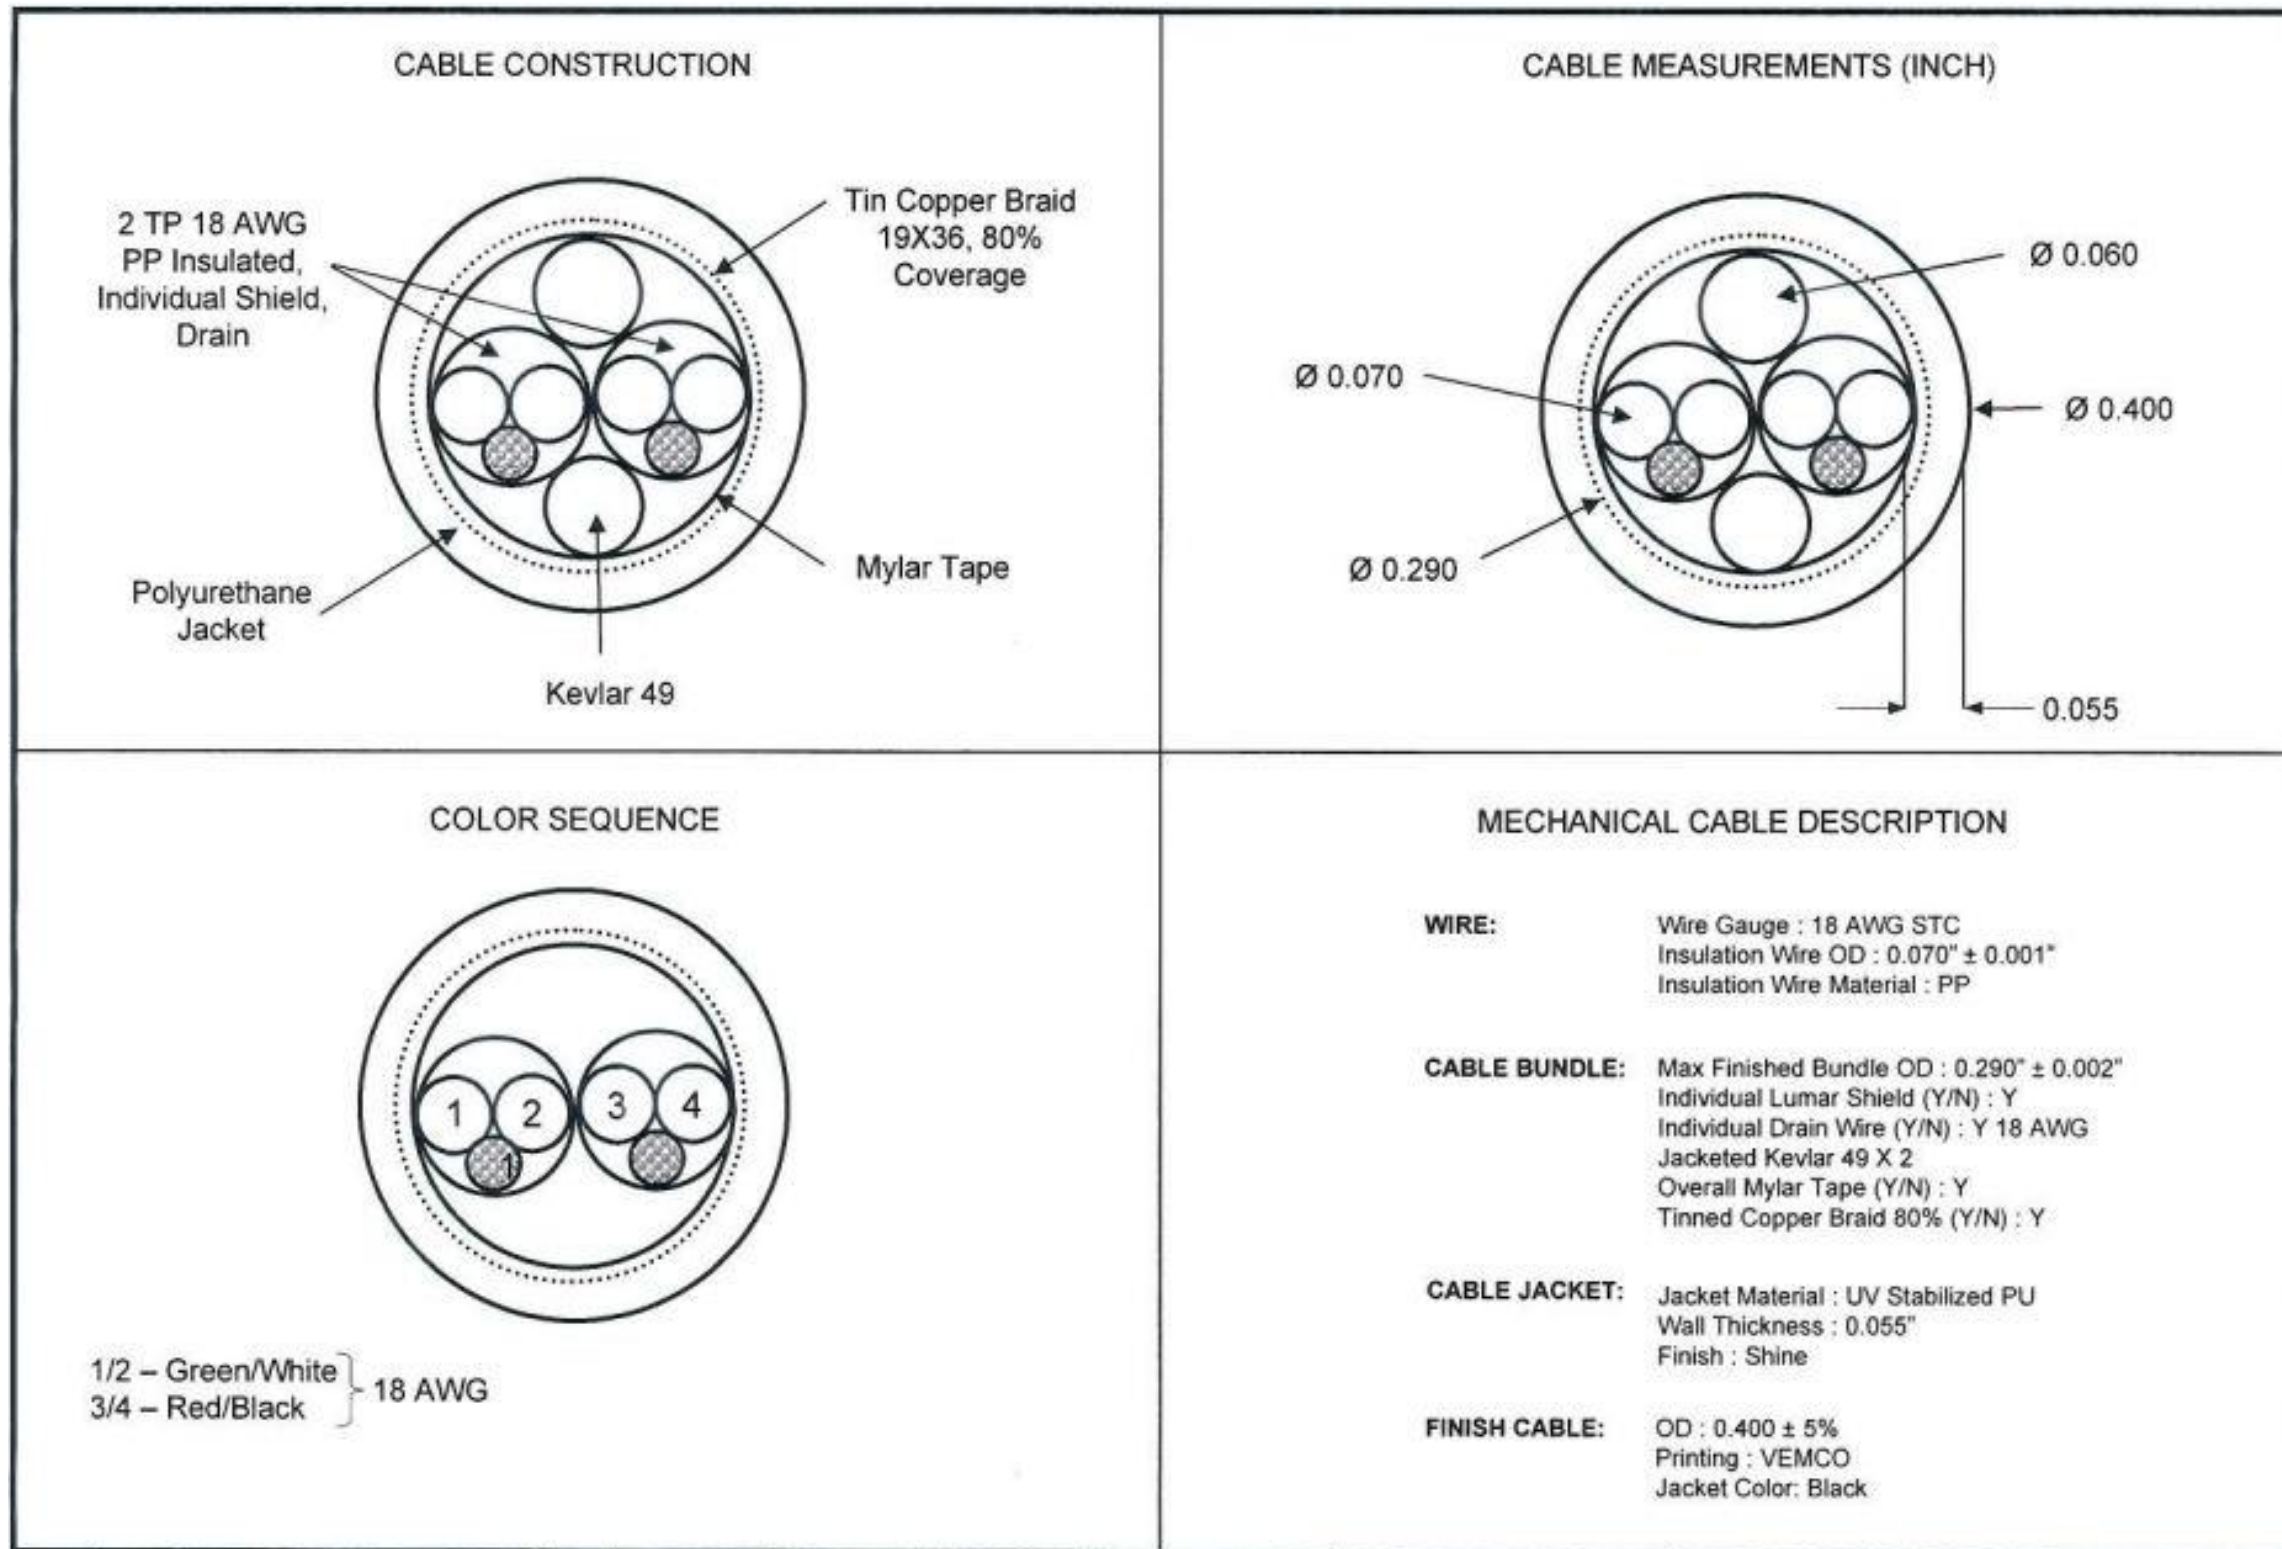 CABLE CONSTRUCTION
2 TP 18 AWG
PP Insulated,
Individual Shield,
Drain
Tin Copper Braid
19X36, 80%
Coverage
Polyurethane
Jacket
Mylar Tape
Kevlar 49
CABLE MEASUREMENTS (INCH)
Ø 0.060
Ø 0.070
Ø 0.400
Ø 0.290
0.055
COLOR SEQUENCE
1 2 3 4
1
1/2 – Green/White
3/4 – Red/Black
18 AWG
MECHANICAL CABLE DESCRIPTION
WIRE: Wire Gauge : 18 AWG STC
Insulation Wire OD : 0.070" ± 0.001"
Insulation Wire Material : PP
CABLE BUNDLE: Max Finished Bundle OD : 0.290" ± 0.002"
Individual Lumar Shield (Y/N) : Y
Individual Drain Wire (Y/N) : Y 18 AWG
Jacketed Kevlar 49 X 2
Overall Mylar Tape (Y/N) : Y
Tinned Copper Braid 80% (Y/N) : Y
CABLE JACKET: Jacket Material : UV Stabilized PU
Wall Thickness : 0.055"
Finish : Shine
FINISH CABLE: OD : 0.400 ± 5%
Printing : VEMCO
Jacket Color: Black